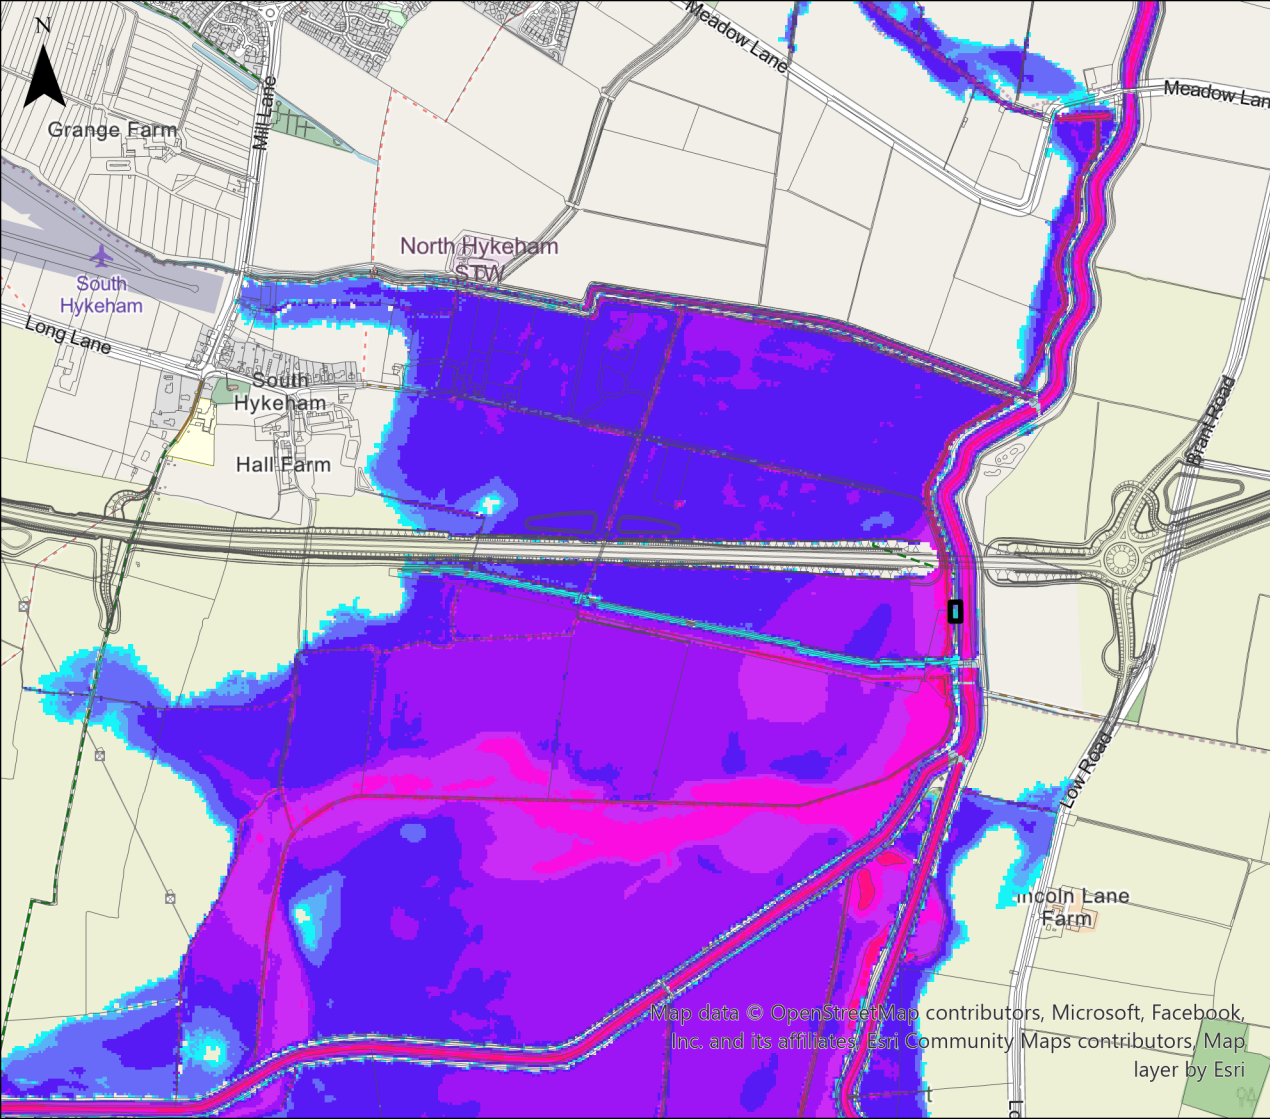 N
Meadow Lane
Meadow Lan
Mill Lane
Grange Farm
North Hykeham
STW
South
Hykeham
Long Lane
South
Hykeham
Brant Road
Hall Farm
Low Road
incoln Lane
Farm
Map data © OpenStreetMap contributors, Microsoft, Facebook,
Inc. and its affiliates, Esri Community Maps contributors, Map
layer by Esri
t
Lo